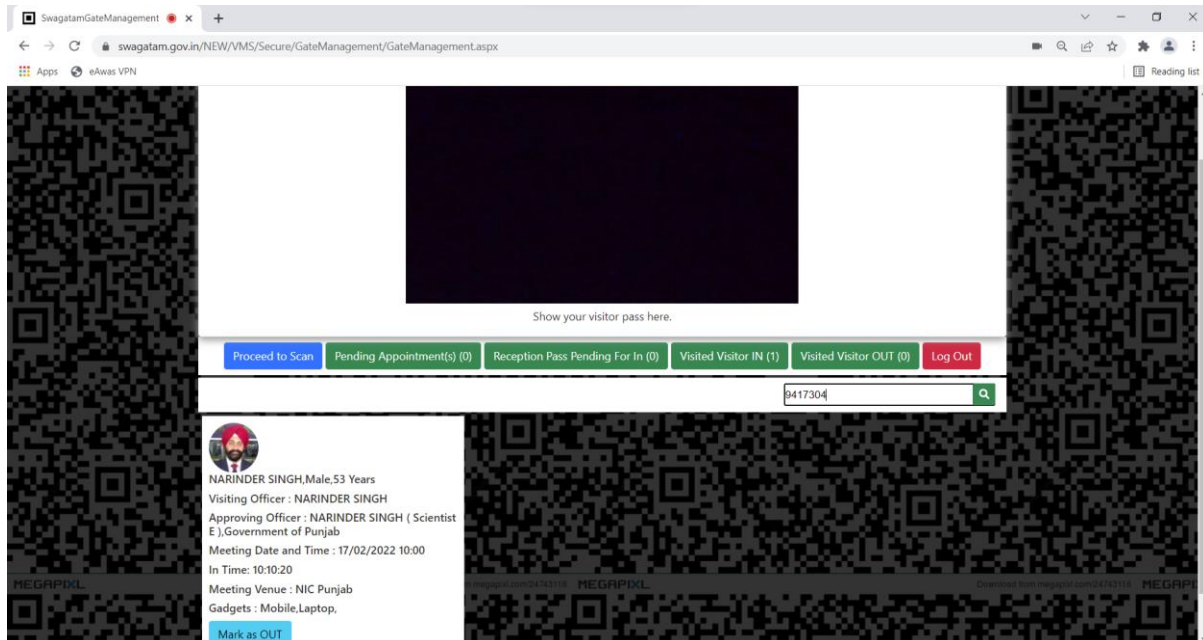 SwagatamGateManagement
swagatam.gov.in/NEW/VMS/Secure/GateManagement/GateManagement.aspx
Apps eAwas VPN Reading list
Show your visitor pass here.
Proceed to Scan Pending Appointment(s) (0) Reception Pass Pending For In (0) Visited Visitor IN (1) Visited Visitor OUT (0) Log Out
9417304
NARINDER SINGH,Male,53 Years
Visiting Officer : NARINDER SINGH
Approving Officer : NARINDER SINGH ( Scientist
E ),Government of Punjab
Meeting Date and Time : 17/02/2022 10:00
In Time: 10:10:20
Meeting Venue : NIC Punjab
Gadgets : Mobile,Laptop,
Mark as OUT
MEGAPIXL
MEGAPIXL